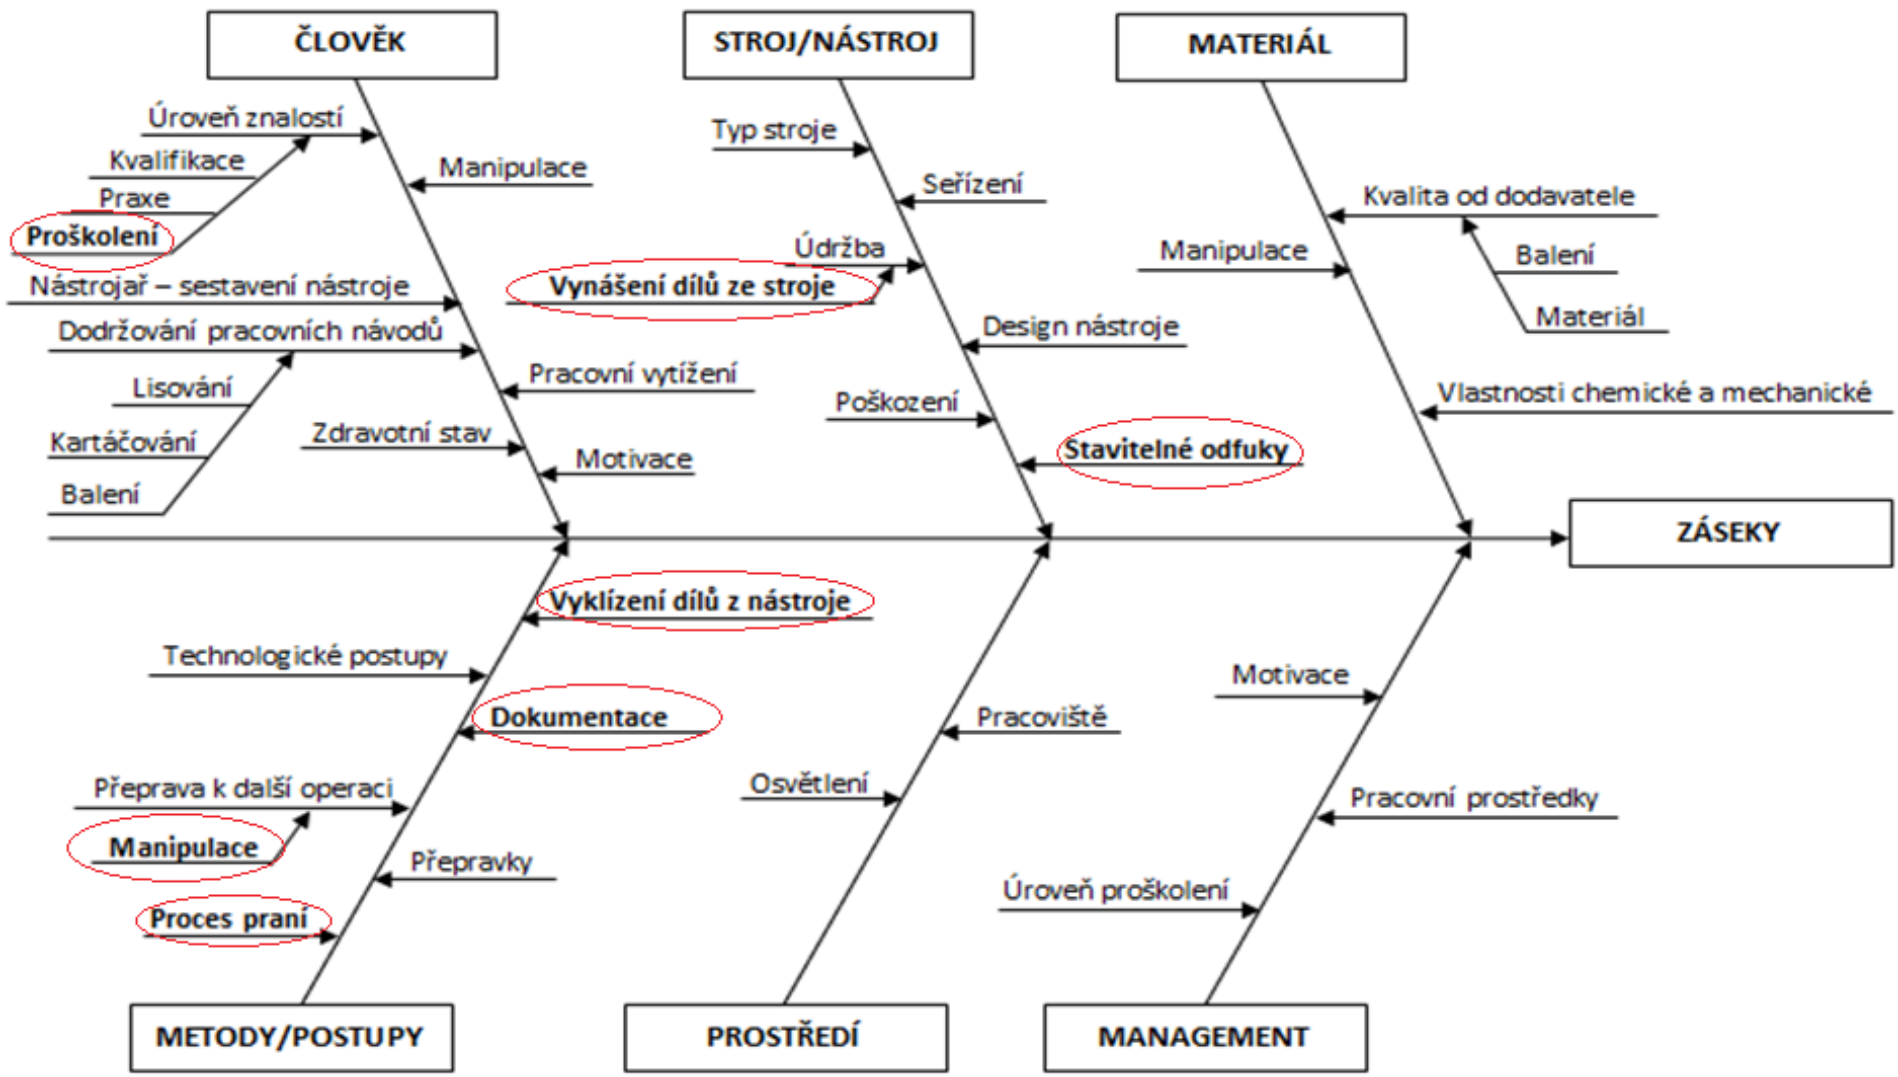 ČLOVĚK
STROJ/NÁSTROJ
MATERIÁL
Úroveň znalostí
Kvalifikace
Praxe
Proškolení
Manipulace
Nástrojař – sestavení nástroje
Dodržování pracovních návodů
Lisování
Kartáčování
Balení
Pracovní vytížení
Zdravotní stav
Motivace
Typ stroje
Seřízení
Údržba
Vynášení dílů ze stroje
Design nástroje
Poškození
Stavitelné odfuky
Kvalita od dodavatele
Manipulace
Balení
Materiál
Vlastnosti chemické a mechanické
ZÁSEKY
Vyklízení dílů z nástroje
Technologické postupy
Dokumentace
Přeprava k další operaci
Manipulace
Přepravky
Proces praní
Pracoviště
Osvětlení
Motivace
Pracovní prostředky
Úroveň proškolení
METODY/POSTUPY
PROSTŘEDÍ
MANAGEMENT